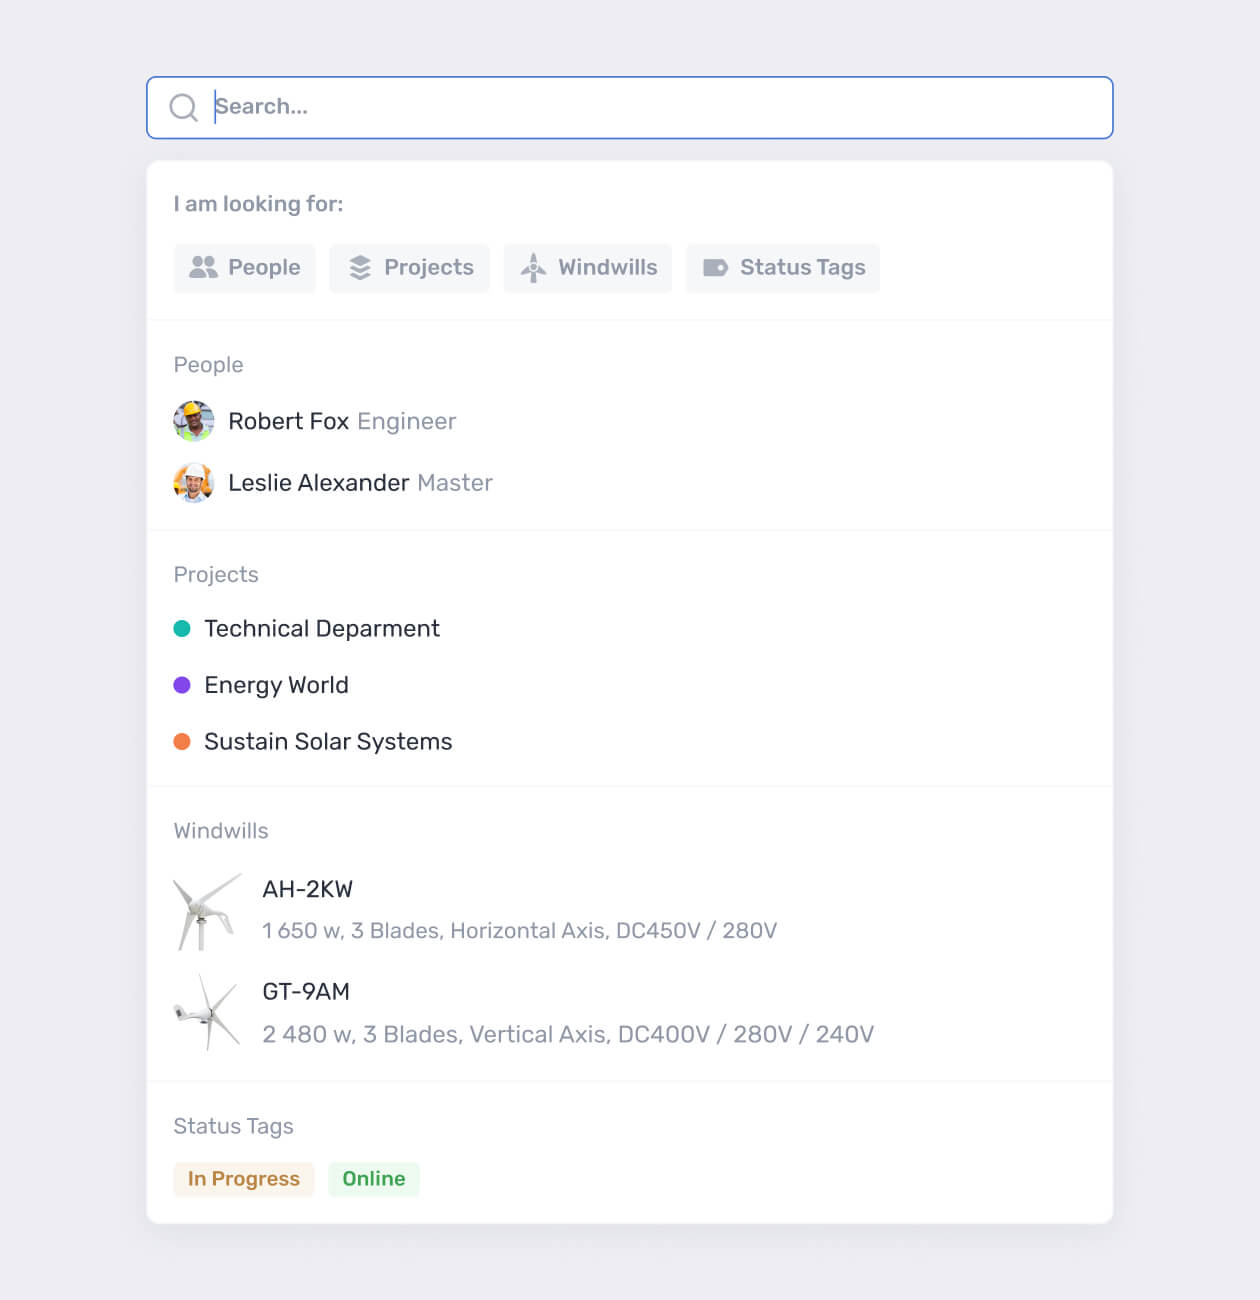 Search...
I am looking for:
People Projects Windwills Status Tags
People
Robert Fox Engineer
Leslie Alexander Master
Projects
Technical Deparment
Energy World
Sustain Solar Systems
Windwills
AH-2KW
1 650 w, 3 Blades, Horizontal Axis, DC450V / 280V
GT-9AM
2 480 w, 3 Blades, Vertical Axis, DC400V / 280V / 240V
Status Tags
In Progress Online